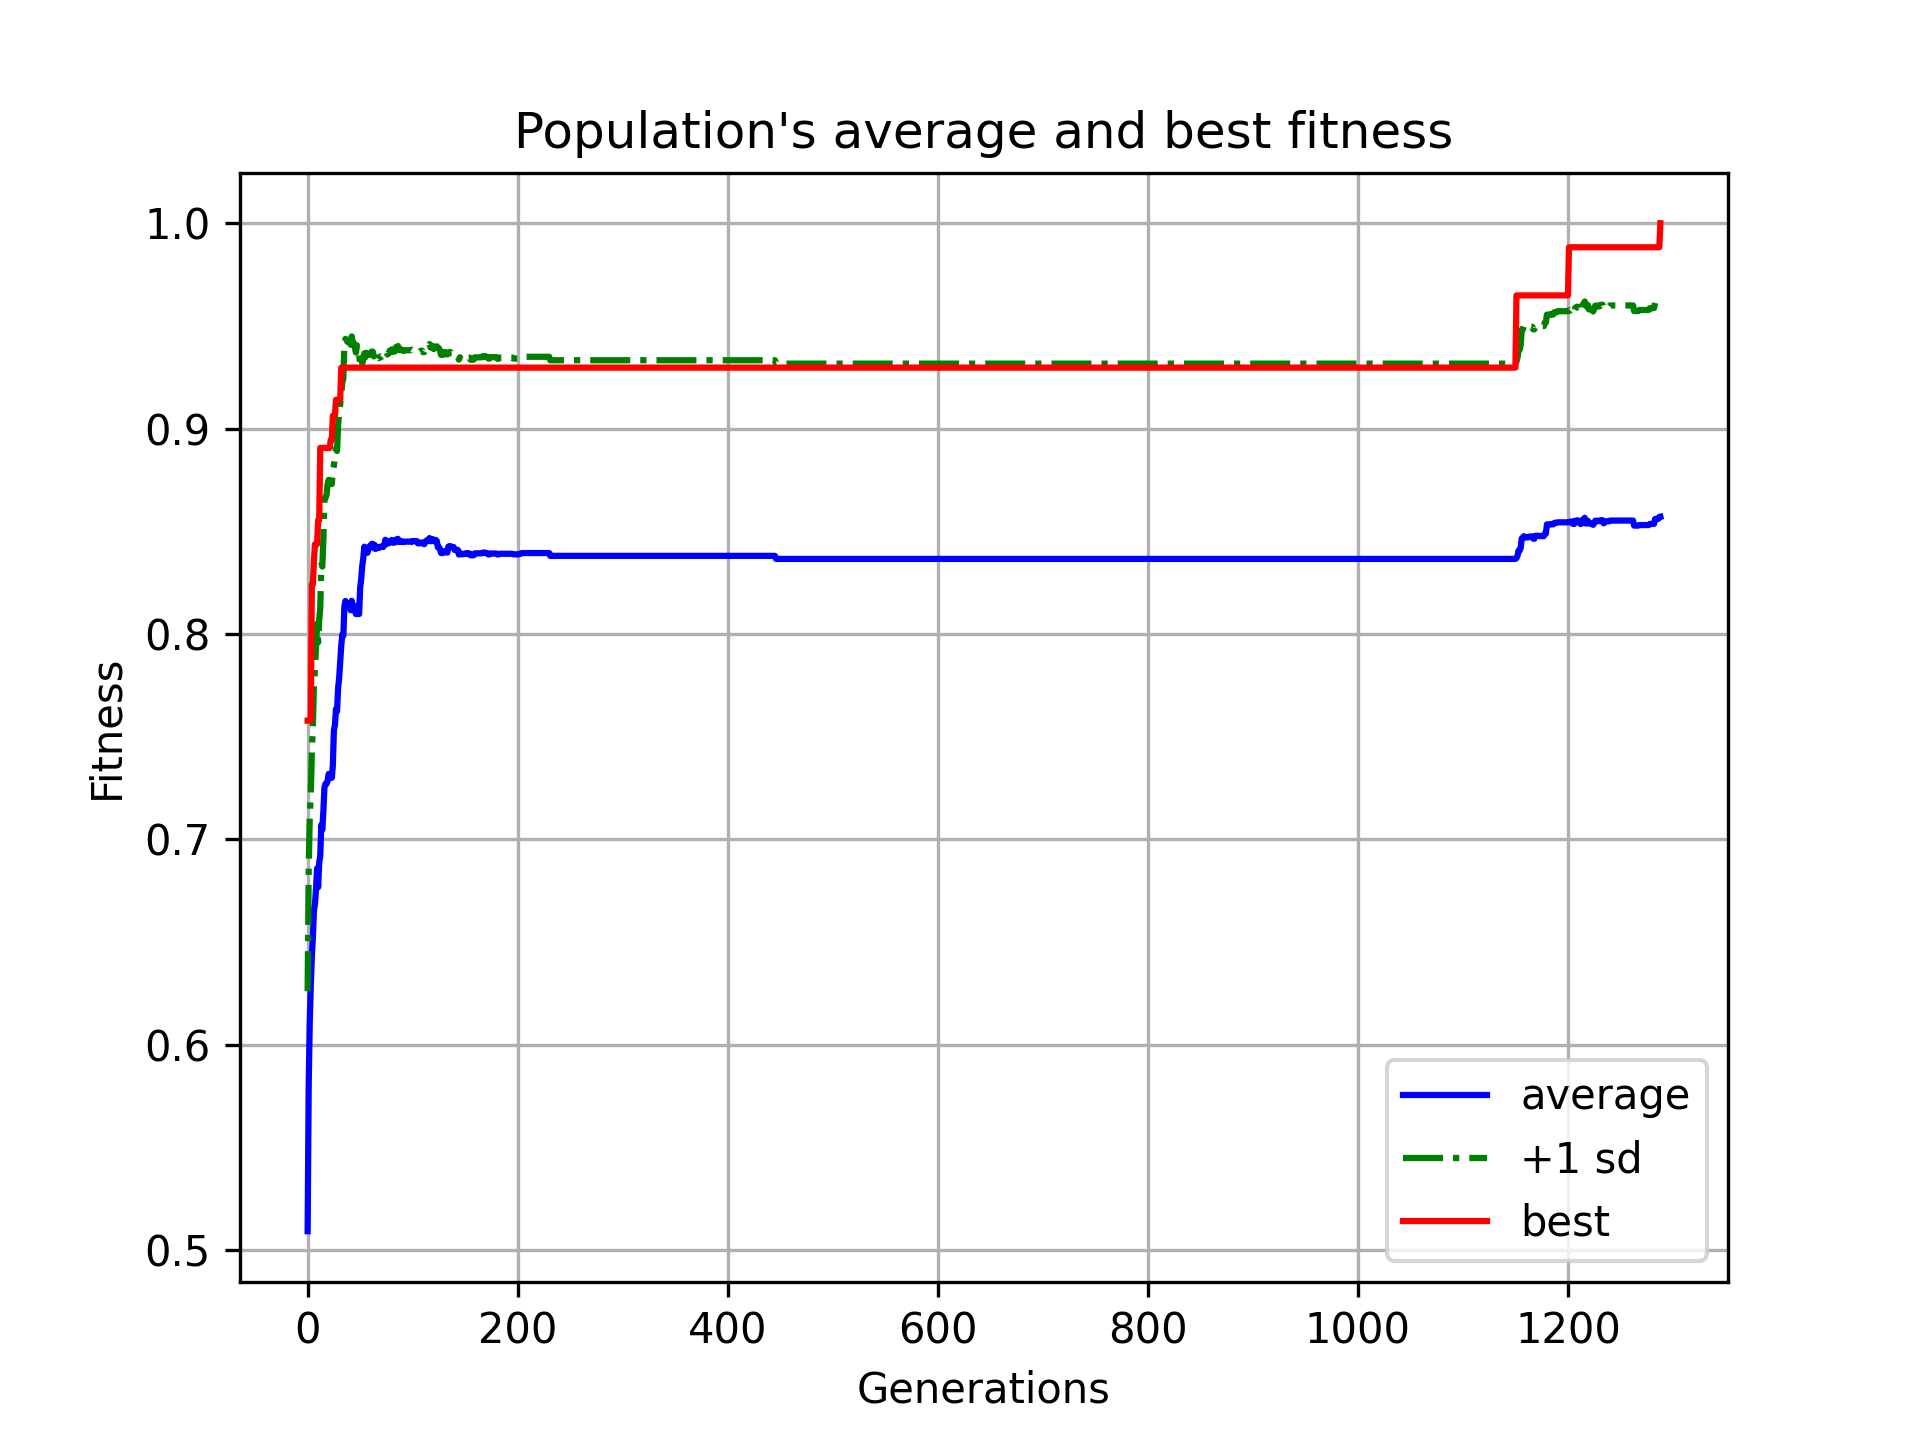 Population's average and best fitness
1.0
0.9
0.8
0.7
0.6
0.5
Fitness
0 200 400 600 800 1000 1200
Generations
average
+1 sd
best